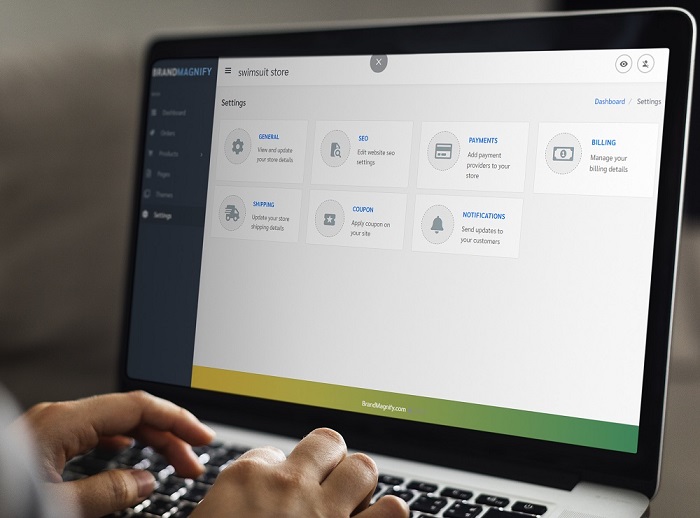 BRANDMAGNIFY
swimsuit store
Settings
Dashboard / Settings
Dashboard
Orders
Products
Pages
Themes
Settings
GENERAL
View and update
your store details
SEO
Edit website seo
settings
PAYMENTS
Add payment
providers to your
store
BILLING
Manage your
billing details
SHIPPING
Update your store
shipping details
COUPON
Apply coupon on
your site
NOTIFICATIONS
Send updates to
your customers
BrandMagnify.com